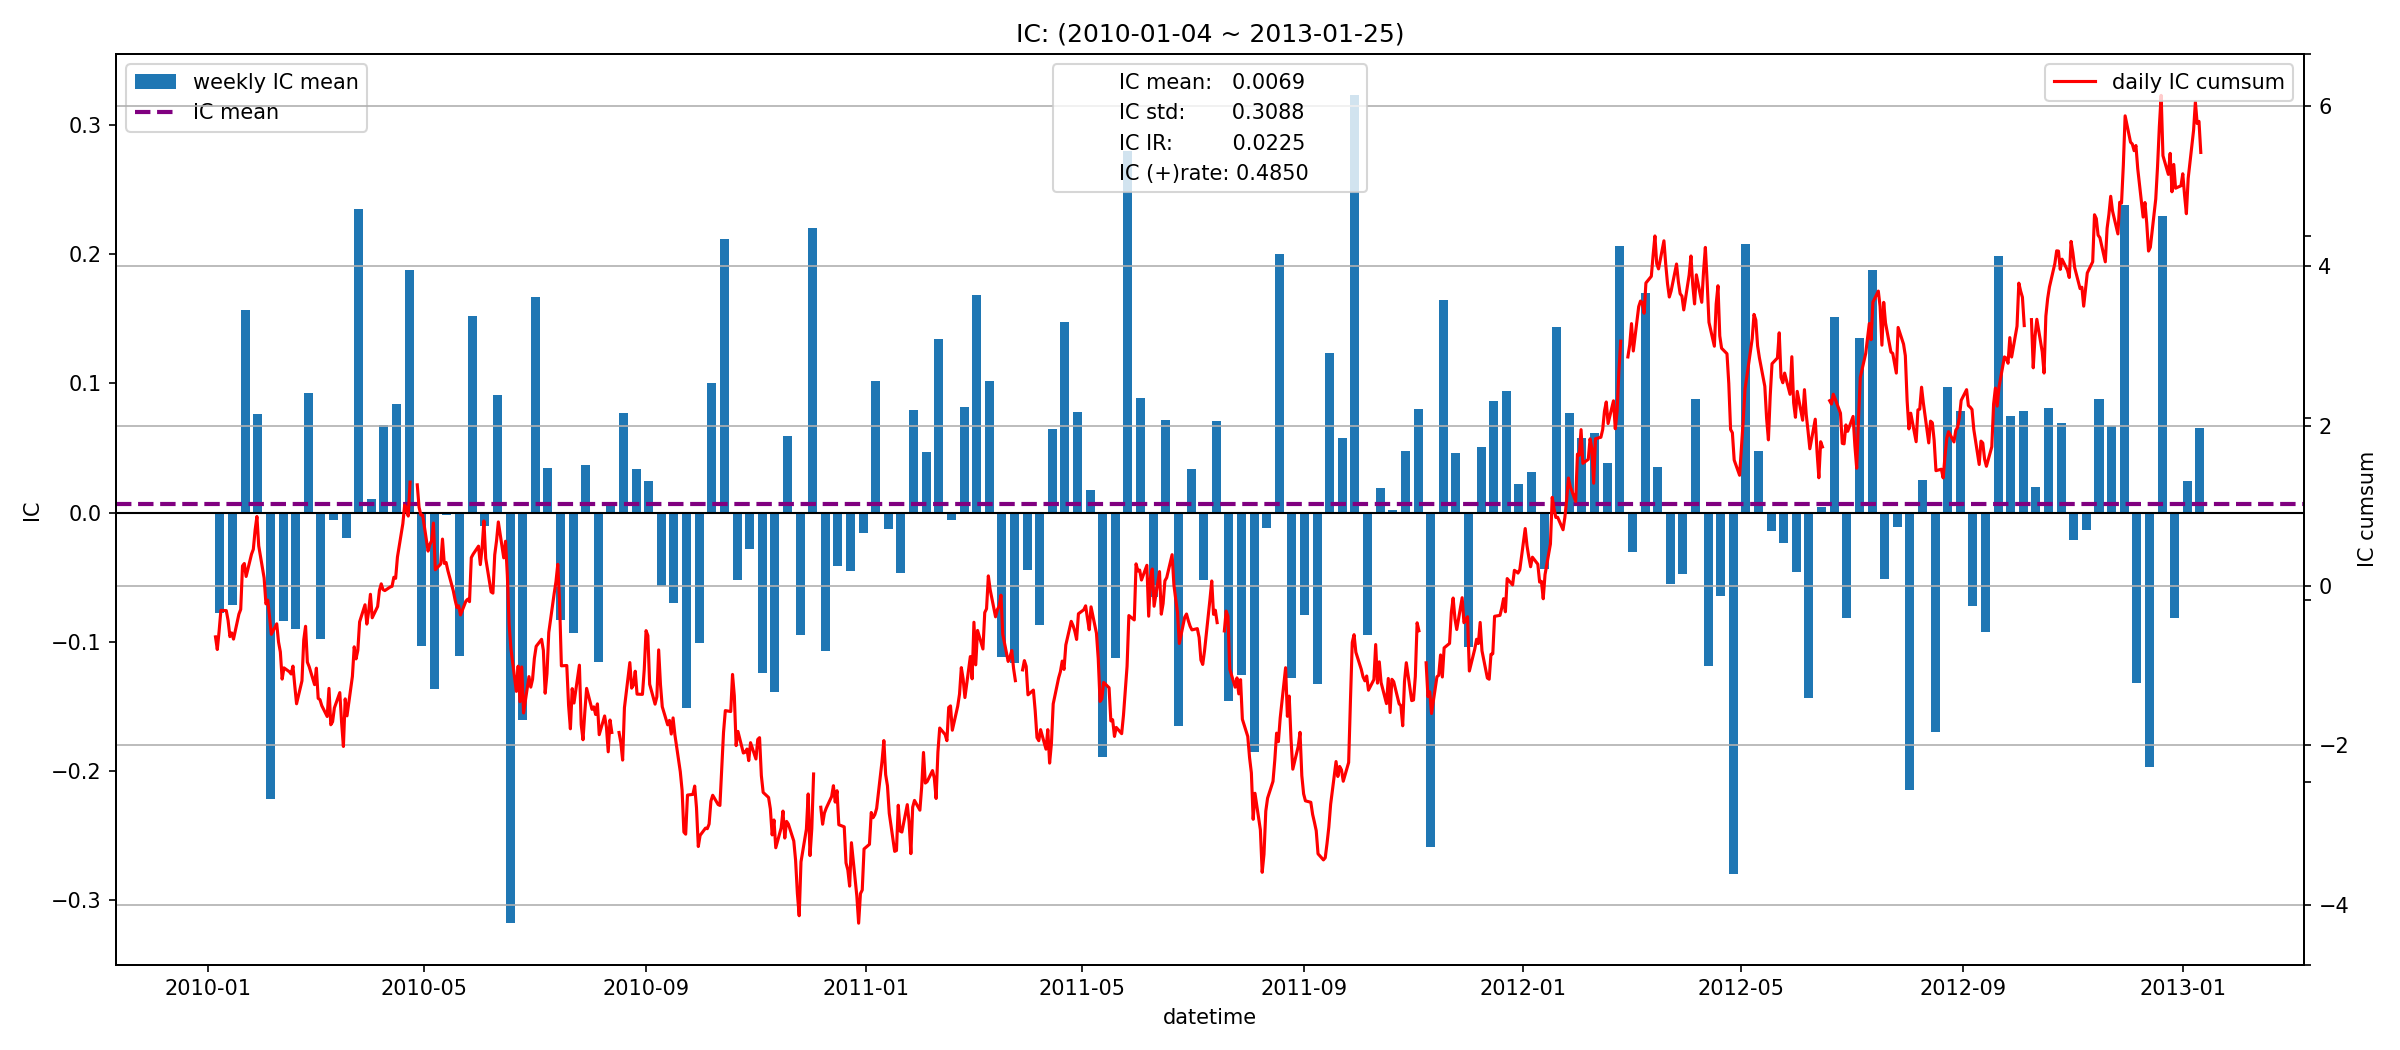 IC: (2010-01-04 ~ 2013-01-25)
weekly IC mean
IC mean
IC mean: 0.0069
IC std: 0.3088
IC IR: 0.0225
IC (+)rate: 0.4850
daily IC cumsum
IC
0.3
0.2
0.1
0.0
−0.1
−0.2
−0.3
6
4
2
0
−2
−4
IC cumsum
2010-01 2010-05 2010-09 2011-01 2011-05 2011-09 2012-01 2012-05 2012-09 2013-01
datetime